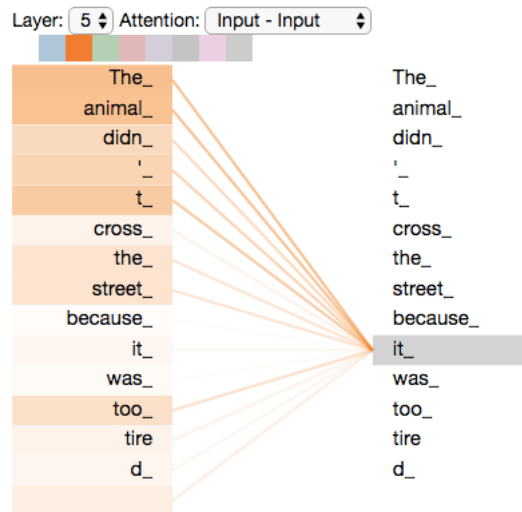 Layer: 5 Attention: Input - Input
The_ The_
animal_ animal_
didn_ didn_
'_ '_
t_ t_
cross_ cross_
the_ the_
street_ street_
because_ because_
it_ it_
was_ was_
too_ too_
tire tire
d_ d_